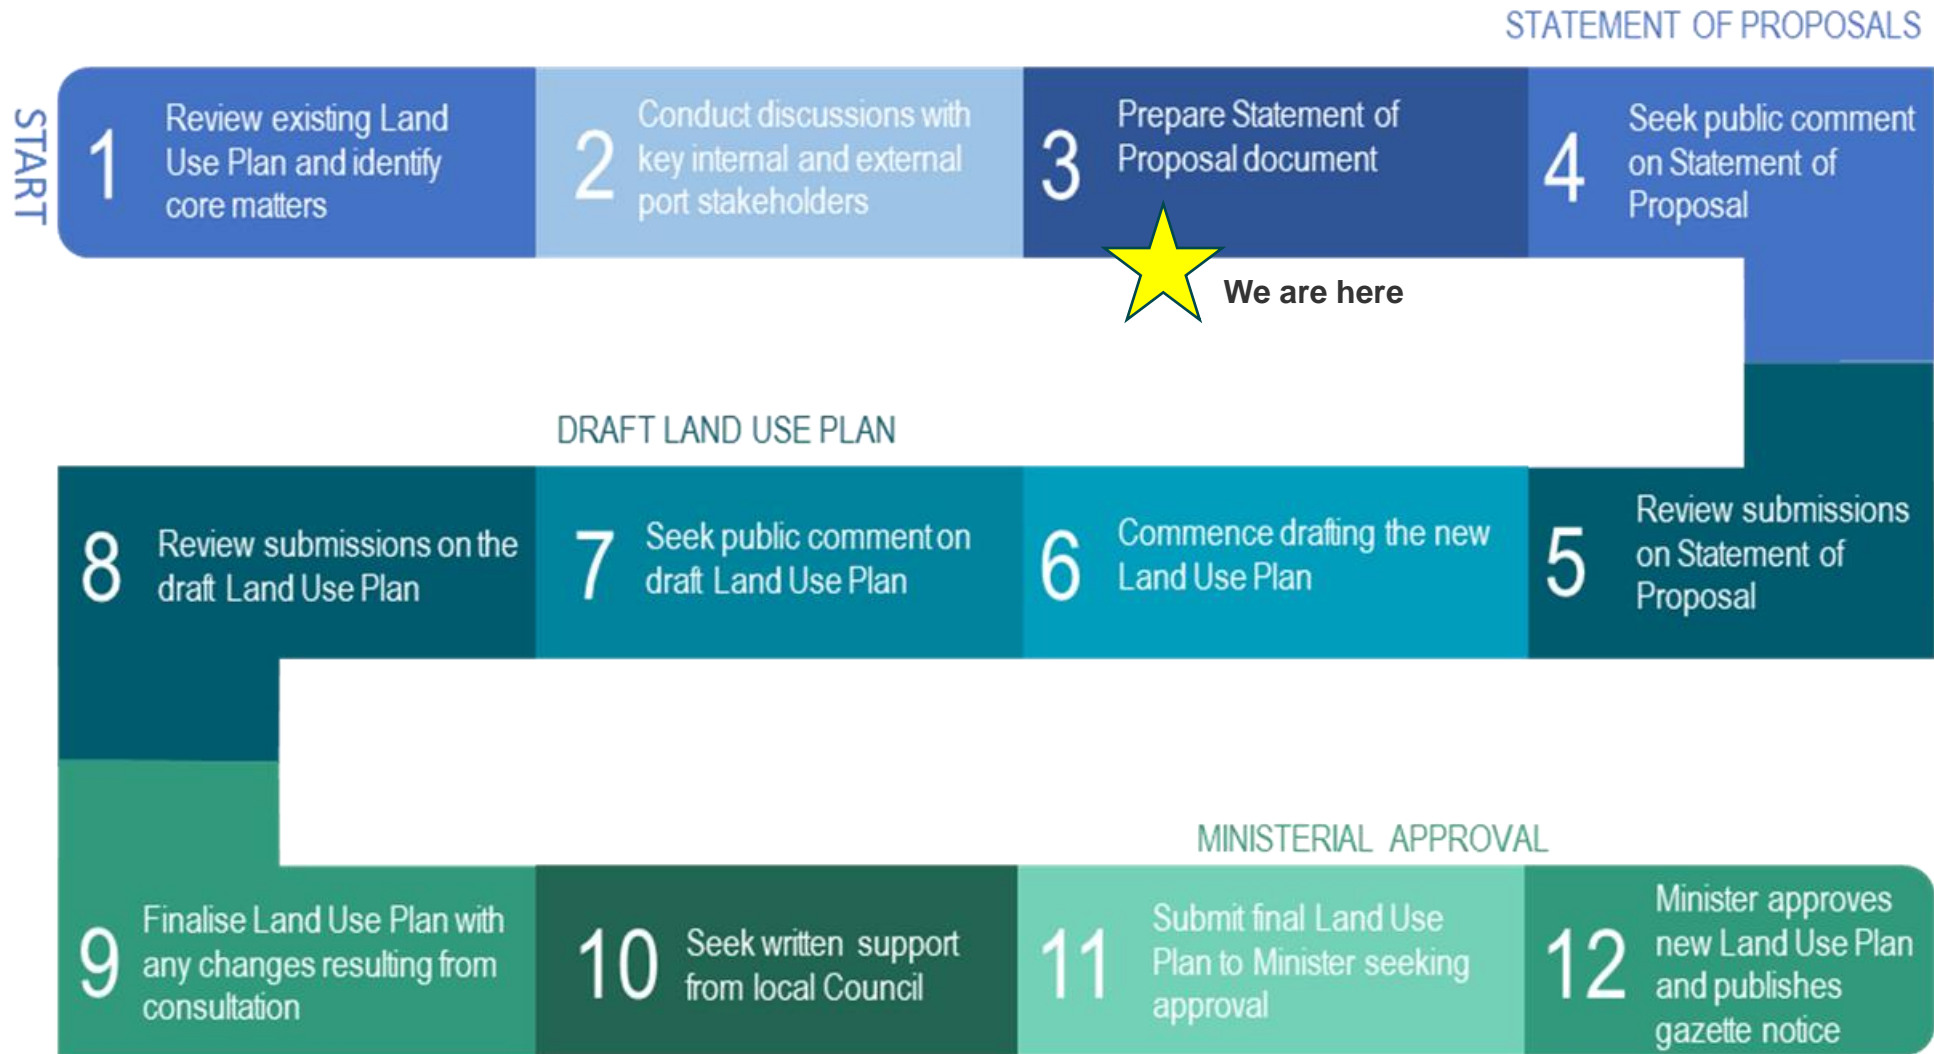 STATEMENT OF PROPOSALS
START
1
Review existing Land
Use Plan and identify
core matters
2
Conduct discussions with
key internal and external
port stakeholders
3
Prepare Statement of
Proposal document
4
Seek public comment
on Statement of
Proposal
We are here
DRAFT LAND USE PLAN
8
Review submissions on the
draft Land Use Plan
7
Seek public comment on
draft Land Use Plan
6
Commence drafting the new
Land Use Plan
5
Review submissions
on Statement of
Proposal
MINISTERIAL APPROVAL
9
Finalise Land Use Plan with
any changes resulting from
consultation
10
Seek written support
from local Council
11
Submit final Land Use
Plan to Minister seeking
approval
12
Minister approves
new Land Use Plan
and publishes
gazette notice